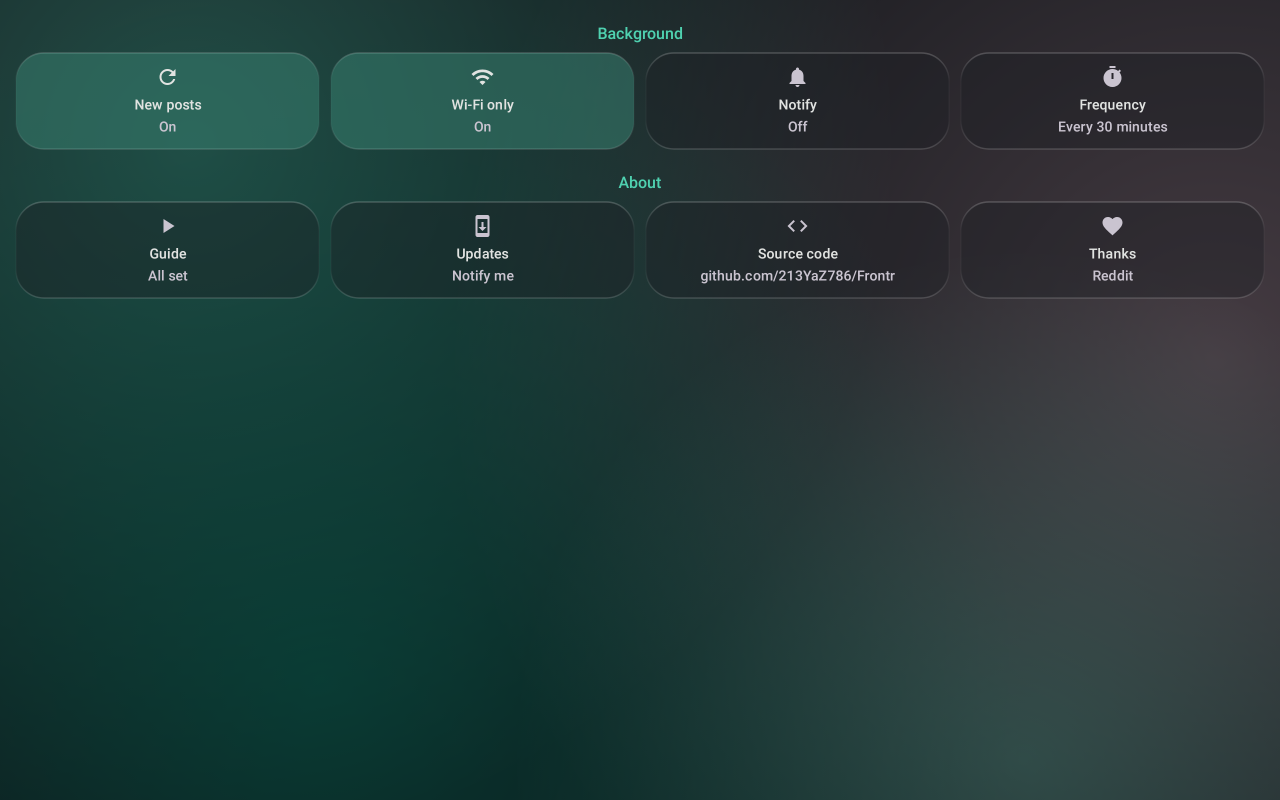 Background
New posts
On
Wi-Fi only
On
Notify
Off
Frequency
Every 30 minutes
About
Guide
All set
Updates
Notify me
Source code
github.com/213YaZ786/Frontr
Thanks
Reddit